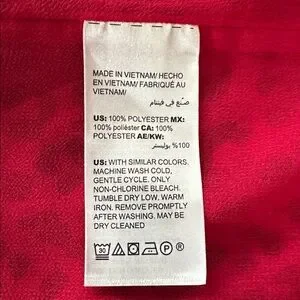 MADE IN VIETNAM/ HECHO
EN VIETNAM/ FABRIQUÉ AU
VIETNAM/
صنع في فيتنام
US: 100% POLYESTER MX:
100% poliéster CA: 100%
POLYESTER AE/KW:
100% بوليستر
US: WITH SIMILAR COLORS.
MACHINE WASH COLD,
GENTLE CYCLE. ONLY
NON-CHLORINE BLEACH.
TUMBLE DRY LOW. WARM
IRON. REMOVE PROMPTLY
AFTER WASHING. MAY BE
DRY CLEANED
30 P